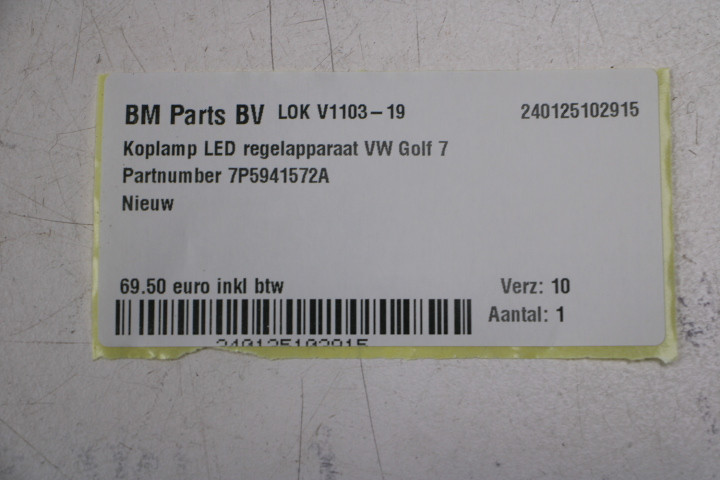 BM Parts BV LOK V1103-19 240125102915
Koplamp LED regelapparaat VW Golf 7
Partnumber 7P5941572A
Nieuw
69.50 euro inkl btw Verz: 10
Aantal: 1
240125102915